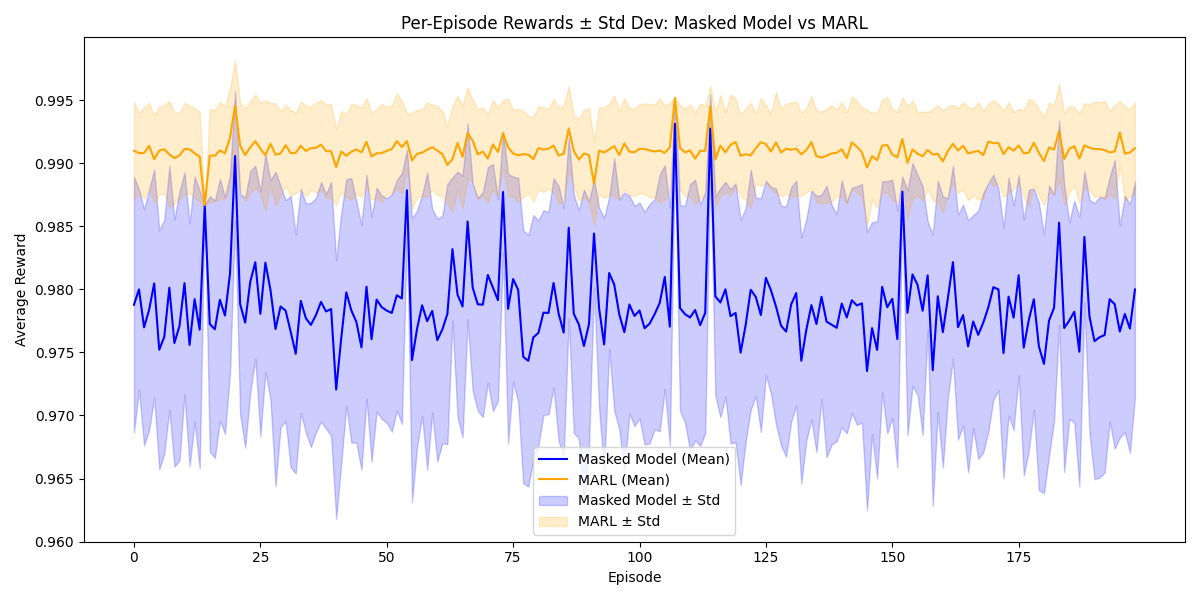 Per-Episode Rewards ± Std Dev: Masked Model vs MARL
Average Reward
0.995
0.990
0.985
0.980
0.975
0.970
0.965
0.960
Masked Model (Mean)
MARL (Mean)
Masked Model ± Std
MARL ± Std
0
25
50
75
100
125
150
175
Episode